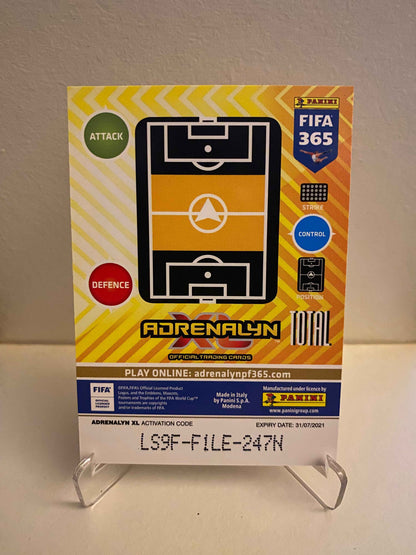 PANINI
FIFA
365
ATTACK
STRIKE
CONTROL
DEFENCE
POSITION
ADRENALYN
XL
TOTAL
OFFICIAL TRADING CARDS
PLAY ONLINE: adrenalynpf365.com
FIFA®
OFFICIAL
LICENSED
PRODUCT
©FIFA, FIFA's Official Licensed Product
Logos, and the Emblems, Mascots,
Posters and Trophies of the FIFA World Cup™
tournaments are copyrights
and/or trademarks of FIFA.
Made in Italy
by Panini S.p.A.
Modena
Manufactured under licence by
PANINI
www.paninigroup.com
ADRENALYN XL ACTIVATION CODE
EXPIRY DATE: 31/07/2021
LS9F-F1LE-247N